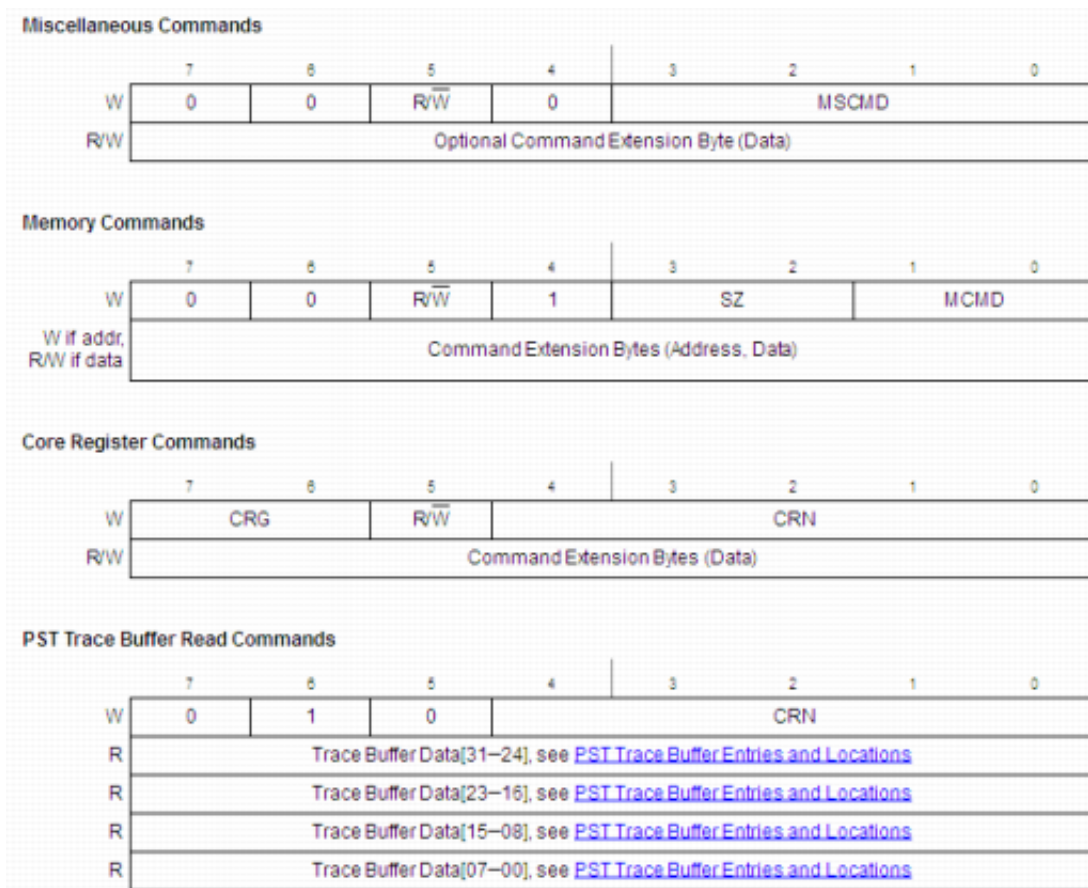 Miscellaneous Commands
7 6 5 4 3 2 1 0
W 0 0 R/W 0 MSCMD
R/W Optional Command Extension Byte (Data)
Memory Commands
7 6 5 4 3 2 1 0
W 0 0 R/W 1 SZ MCMD
W if addr,
R/W if data Command Extension Bytes (Address, Data)
Core Register Commands
7 6 5 4 3 2 1 0
W CRG R/W CRN
R/W Command Extension Bytes (Data)
PST Trace Buffer Read Commands
7 6 5 4 3 2 1 0
W 0 1 0 CRN
R Trace Buffer Data[31–24], see PST Trace Buffer Entries and Locations
R Trace Buffer Data[23–16], see PST Trace Buffer Entries and Locations
R Trace Buffer Data[15–08], see PST Trace Buffer Entries and Locations
R Trace Buffer Data[07–00], see PST Trace Buffer Entries and Locations